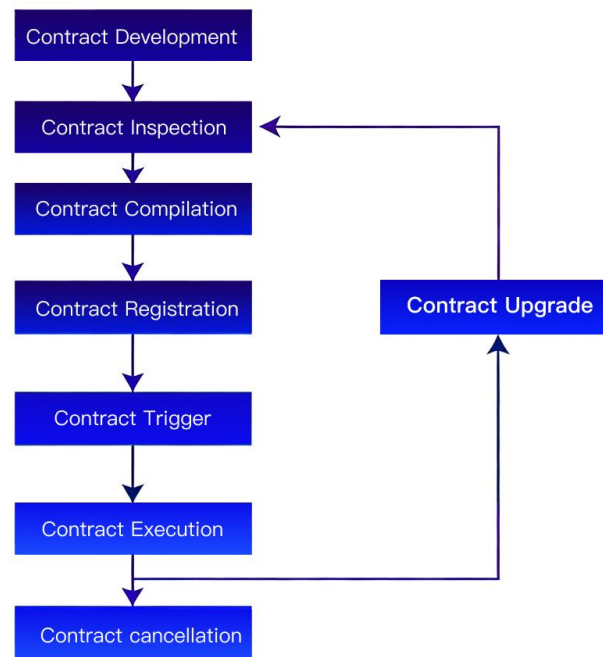 Contract Development
Contract Inspection
Contract Compilation
Contract Registration
Contract Upgrade
Contract Trigger
Contract Execution
Contract cancellation